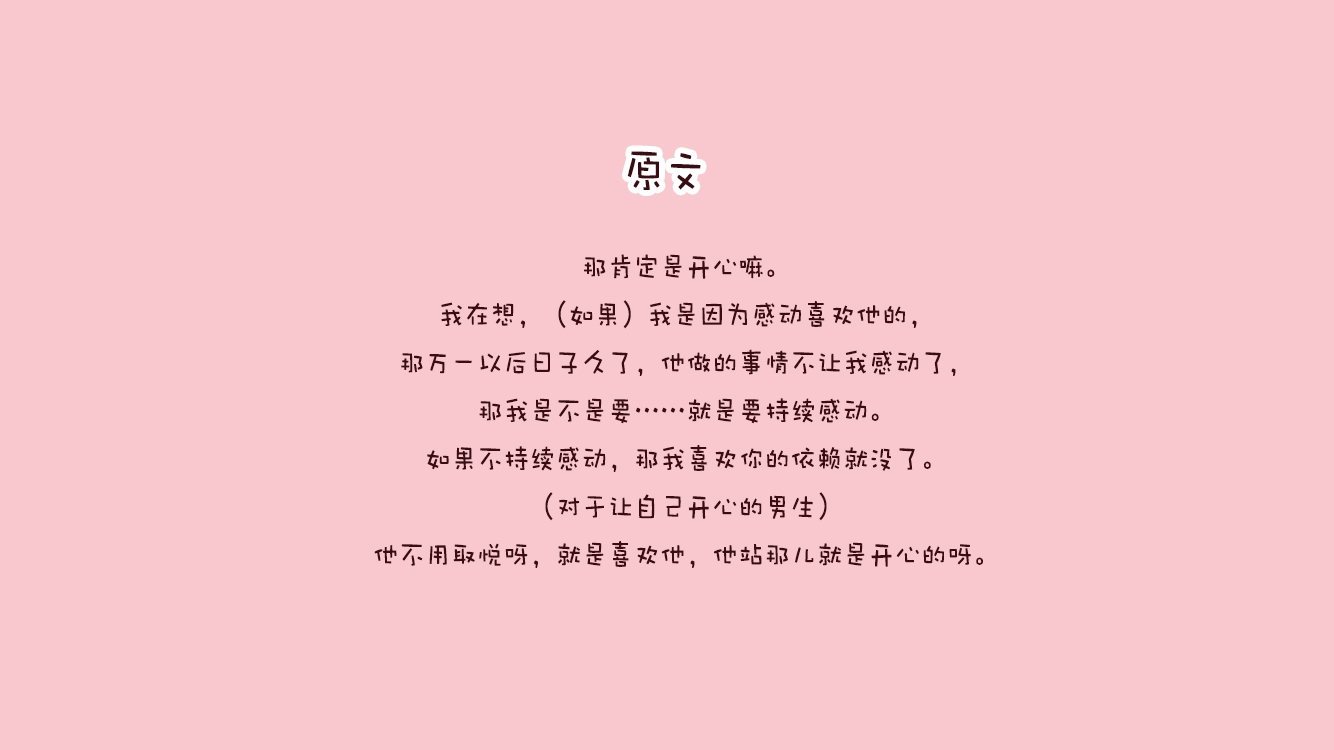 原文
那肯定是开心嘛。
我在想，（如果）我是因为感动喜欢他的，
那万一以后日子久了，他做的事情不让我感动了，
那我是不是要……就是要持续感动。
如果不持续感动，那我喜欢你的依赖就没了。
（对于让自己开心的男生）
他不用取悦呀，就是喜欢他，他站那儿就是开心的呀。